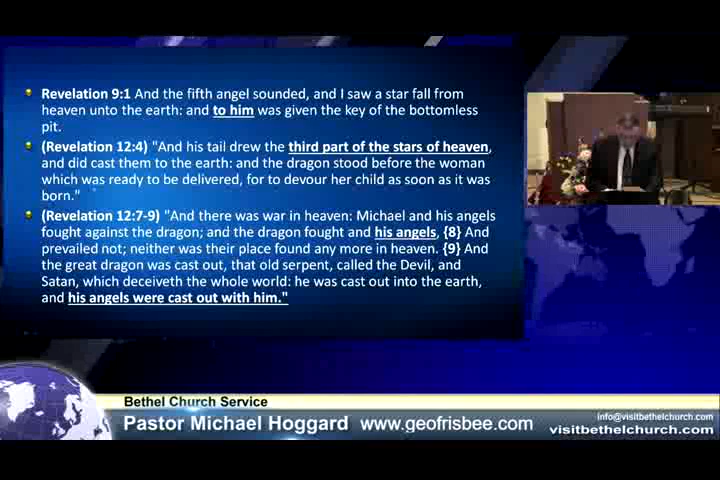 Revelation 9:1 And the fifth angel sounded, and I saw a star fall from
heaven unto the earth: and to him was given the key of the bottomless
pit.
(Revelation 12:4) "And his tail drew the third part of the stars of heaven,
and did cast them to the earth: and the dragon stood before the woman
which was ready to be delivered, for to devour her child as soon as it was
born."
(Revelation 12:7-9) "And there was war in heaven: Michael and his angels
fought against the dragon; and the dragon fought and his angels, {8} And
prevailed not; neither was their place found any more in heaven. {9} And
the great dragon was cast out, that old serpent, called the Devil, and
Satan, which deceiveth the whole world: he was cast out into the earth,
and his angels were cast out with him."
Bethel Church Service
Pastor Michael Hoggard www.geofrisbee.com
info@visitbethelchurch.com
visitbethelchurch.com